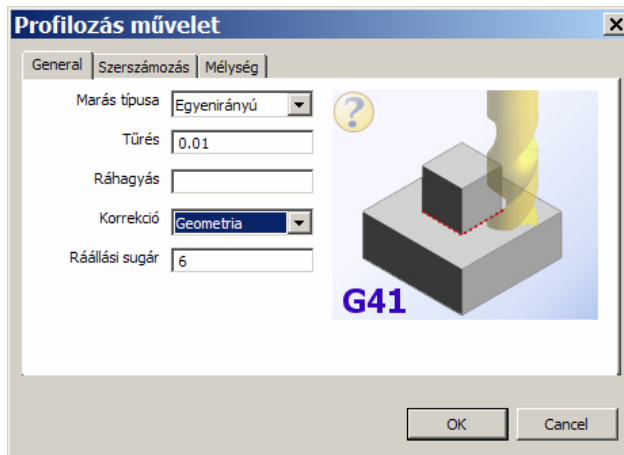 Profilozás művelet
General Szerszámozás Mélység
Marás típusa Egyenirányú
Tűrés 0.01
Ráhagyás
Korrekció Geometria
Ráállási sugár 6
?
G41
OK Cancel